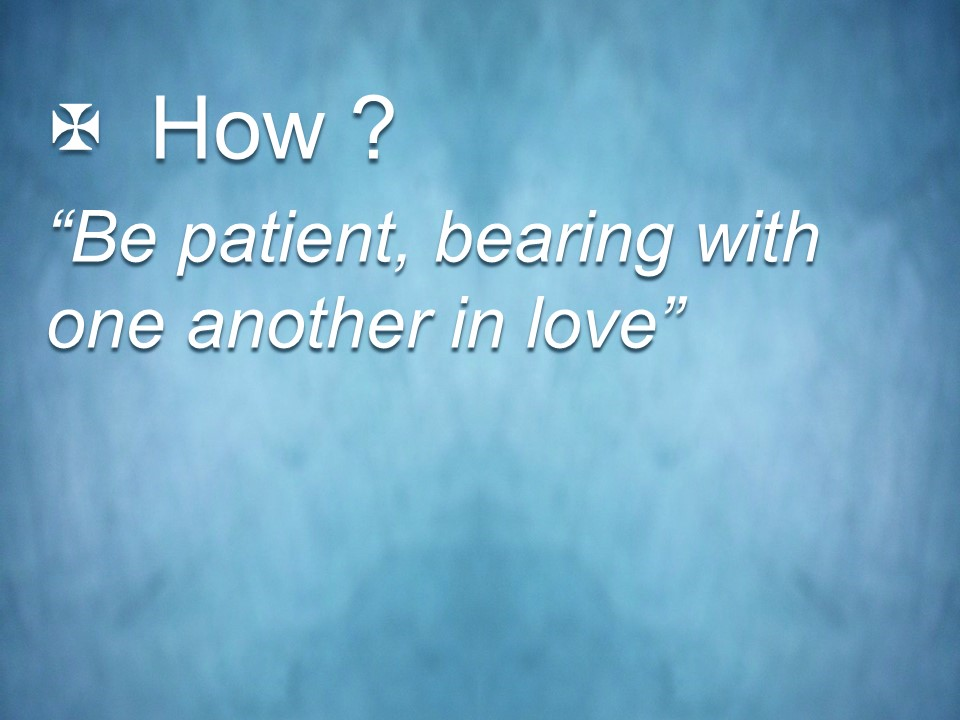 ✠ How ?
“Be patient, bearing with
one another in love”